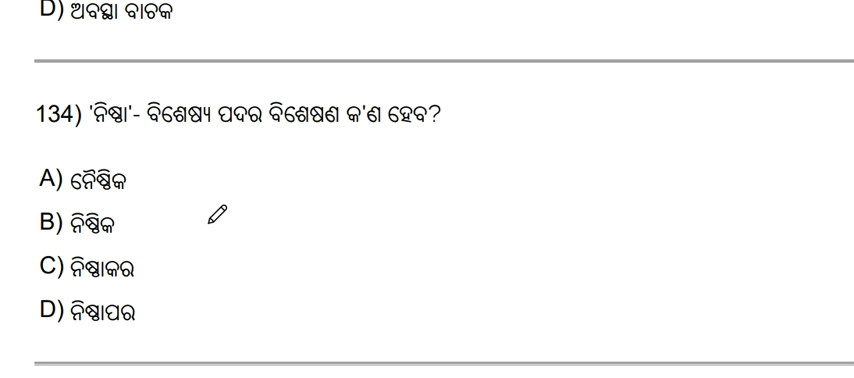 D) ଅବସ୍ଥା ବାଚକ
134) 'ନିଷ୍ଠା'- ବିଶେଷ୍ୟ ପଦର ବିଶେଷଣ କ'ଣ ହେବ?
A) ନୈଷ୍ଠିକ
B) ନିଷ୍ଠିକ
C) ନିଷ୍ଠାକର
D) ନିଷ୍ଠାପର